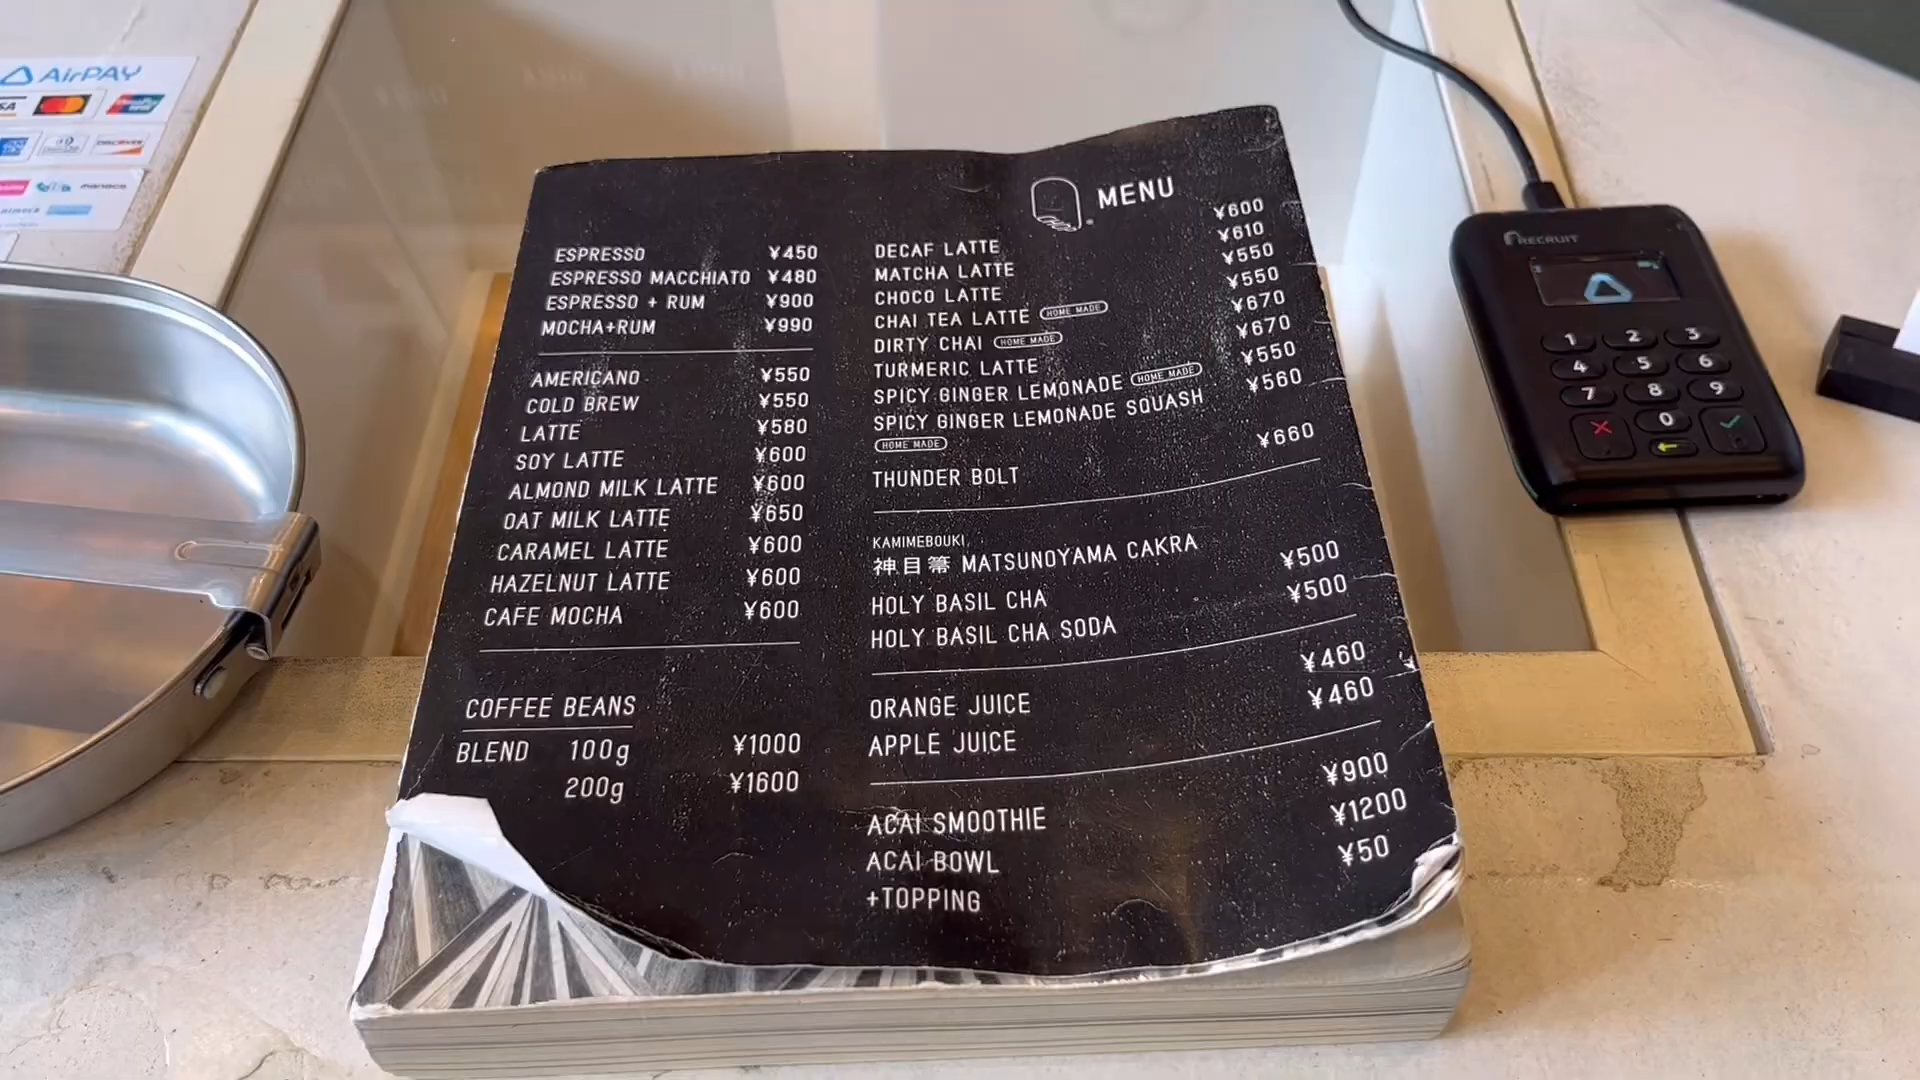 AirPAY
VISA
DISCOVER
manaca
MENU
ESPRESSO ¥450
ESPRESSO MACCHIATO ¥480
ESPRESSO + RUM ¥900
MOCHA+RUM ¥990
AMERICANO ¥550
COLD BREW ¥550
LATTE ¥580
SOY LATTE ¥600
ALMOND MILK LATTE ¥600
OAT MILK LATTE ¥650
CARAMEL LATTE ¥600
HAZELNUT LATTE ¥600
CAFE MOCHA ¥600
COFFEE BEANS
BLEND 100g ¥1000
200g ¥1600
DECAF LATTE ¥600
MATCHA LATTE ¥610
CHOCO LATTE ¥550
CHAI TEA LATTE HOME MADE ¥550
DIRTY CHAI HOME MADE ¥670
TURMERIC LATTE ¥670
SPICY GINGER LEMONADE HOME MADE ¥550
SPICY GINGER LEMONADE SQUASH ¥560
HOME MADE
THUNDER BOLT ¥660
KAMIMEBOUKI
神目箒 MATSUNOYAMA CAKRA
HOLY BASIL CHA ¥500
HOLY BASIL CHA SODA ¥500
ORANGE JUICE ¥460
APPLE JUICE ¥460
ACAI SMOOTHIE ¥900
ACAI BOWL ¥1200
+TOPPING ¥50
RECRUIT
1 2 3
4 5 6
7 8 9
0